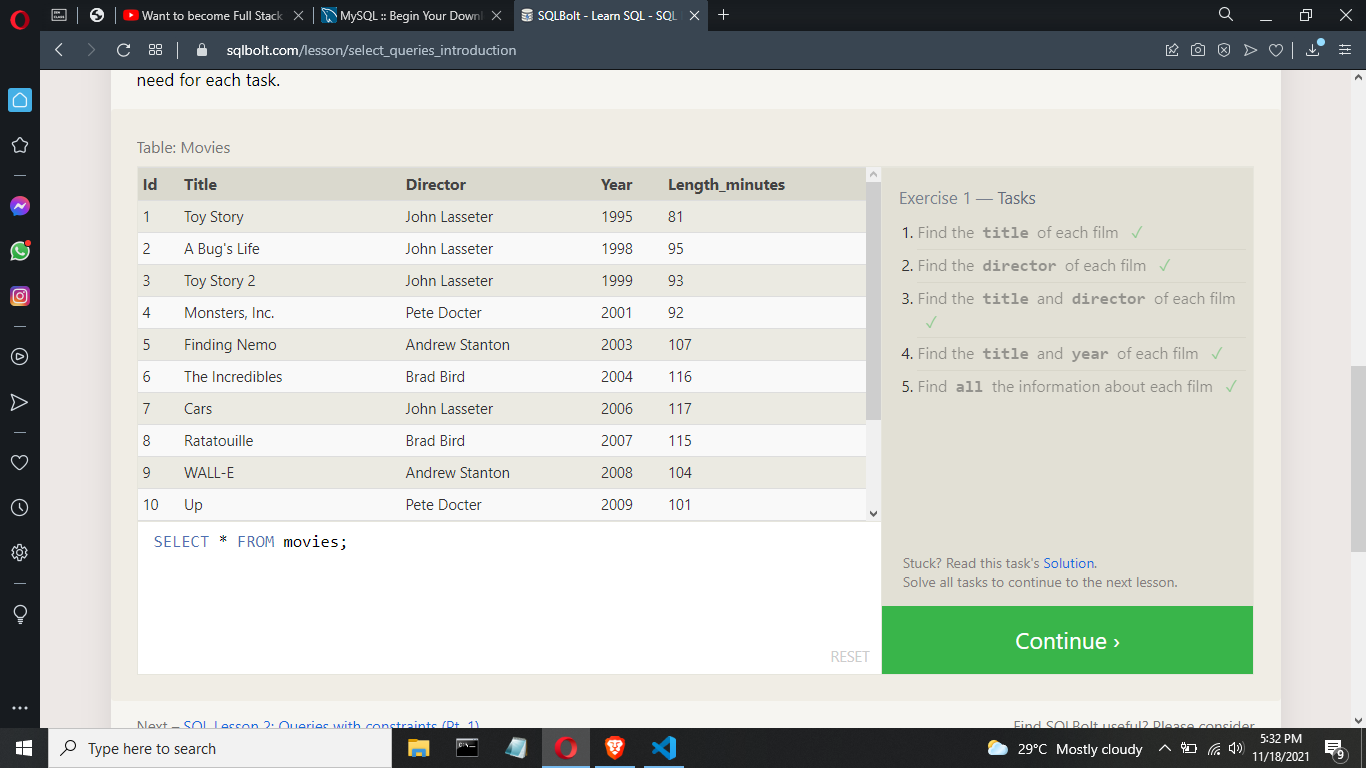 Want to become Full Stack
MySQL :: Begin Your Down
SQLBolt - Learn SQL - SQL
sqlbolt.com/lesson/select_queries_introduction
need for each task.
Table: Movies
Id Title Director Year Length_minutes
1 Toy Story John Lasseter 1995 81
2 A Bug's Life John Lasseter 1998 95
3 Toy Story 2 John Lasseter 1999 93
4 Monsters, Inc. Pete Docter 2001 92
5 Finding Nemo Andrew Stanton 2003 107
6 The Incredibles Brad Bird 2004 116
7 Cars John Lasseter 2006 117
8 Ratatouille Brad Bird 2007 115
9 WALL-E Andrew Stanton 2008 104
10 Up Pete Docter 2009 101
SELECT * FROM movies;
RESET
Exercise 1 — Tasks
1. Find the title of each film ✓
2. Find the director of each film ✓
3. Find the title and director of each film
✓
4. Find the title and year of each film ✓
5. Find all the information about each film ✓
Stuck? Read this task's Solution.
Solve all tasks to continue to the next lesson.
Continue ›
Next – SQL Lesson 2: Queries with constraints (Pt. 1)
Find SQLBolt useful? Please consider
Type here to search
29°C Mostly cloudy
5:32 PM
11/18/2021
9